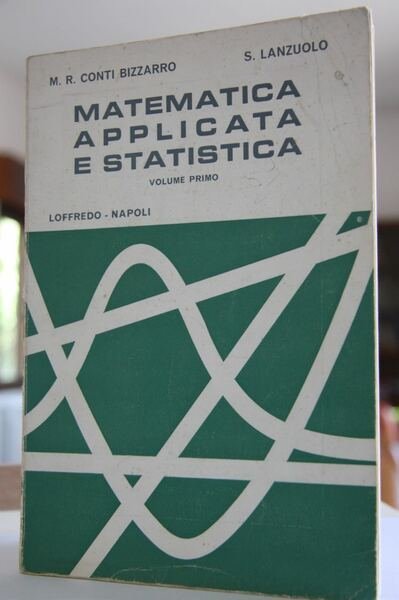 M. R. CONTI BIZZARRO S. LANZUOLO
MATEMATICA
APPLICATA
E STATISTICA
VOLUME PRIMO
LOFFREDO - NAPOLI